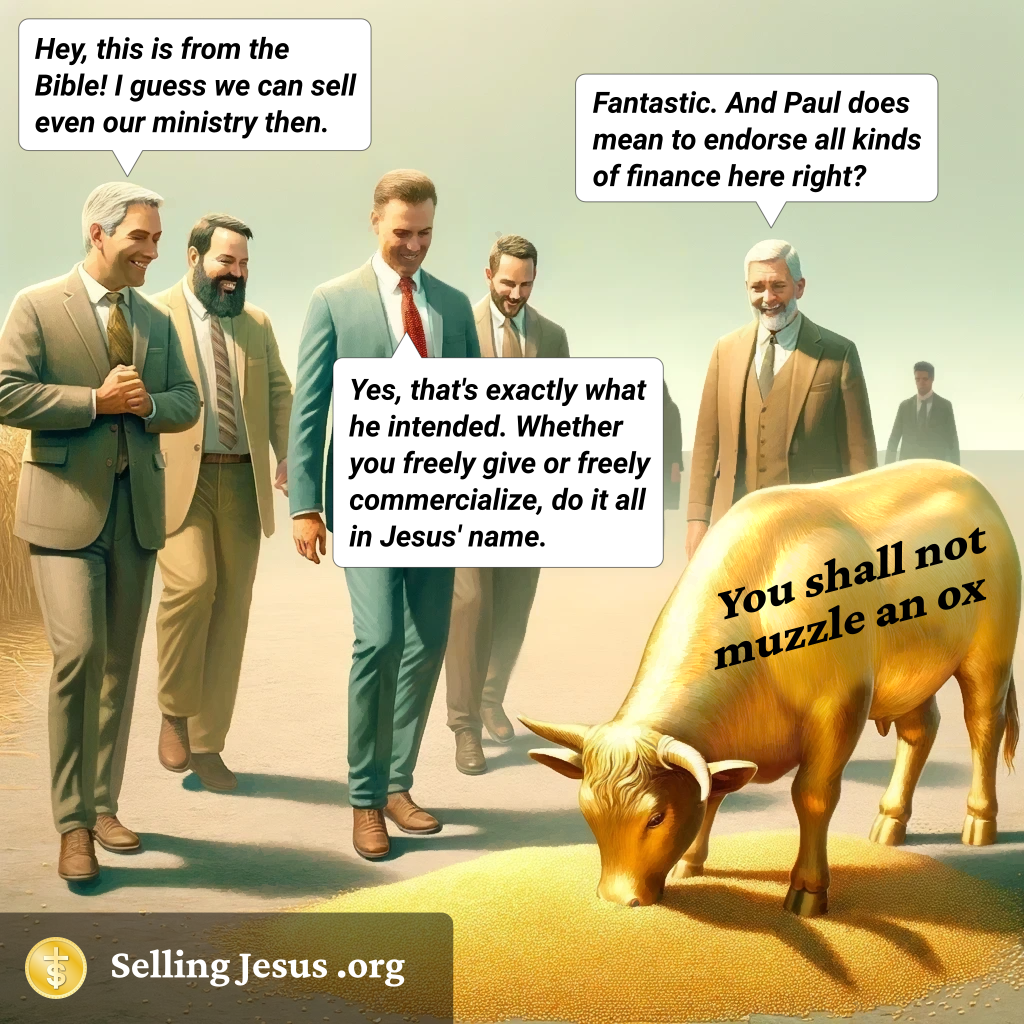 Hey, this is from the
Bible! I guess we can sell
even our ministry then.
Fantastic. And Paul does
mean to endorse all kinds
of finance here right?
Yes, that's exactly what
he intended. Whether
you freely give or freely
commercialize, do it all
in Jesus' name.
You shall not
muzzle an ox
$
Selling Jesus .org